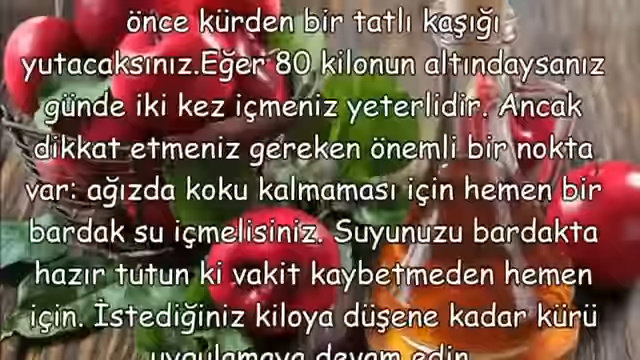 önce kürden bir tatlı kaşığı
yutacaksınız.Eğer 80 kilonun altındaysanız
günde iki kez içmeniz yeterlidir. Ancak
dikkat etmeniz gereken önemli bir nokta
var: ağızda koku kalmaması için hemen bir
bardak su içmelisiniz. Suyunuzu bardakta
hazır tutun ki vakit kaybetmeden hemen
için. İstediğiniz kiloya düşene kadar kürü
uygulamaya devam edin